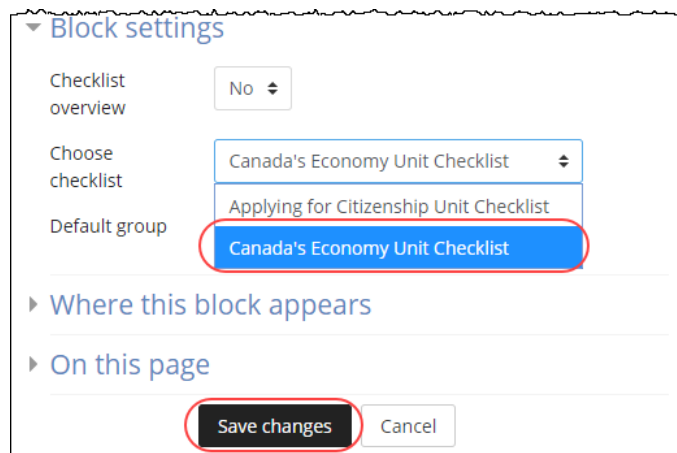 Block settings
Checklist
overview
No
Choose
checklist
Canada's Economy Unit Checklist
Applying for Citizenship Unit Checklist
Default group
Canada's Economy Unit Checklist
Where this block appears
On this page
Save changes
Cancel